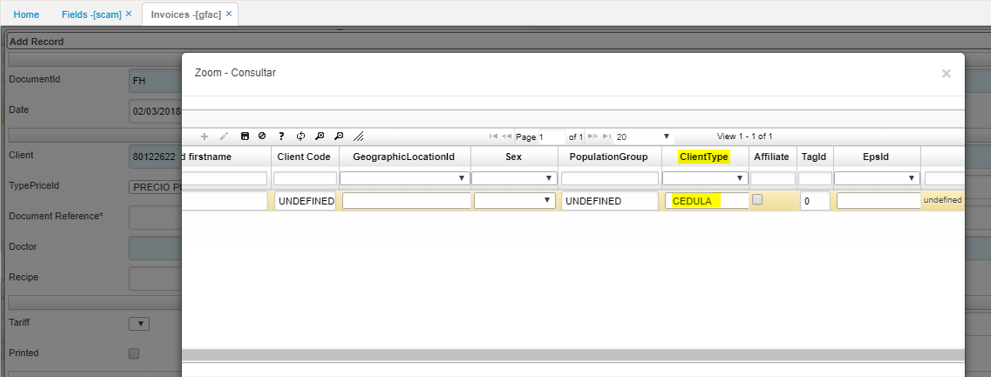 Home Fields -[scam] × Invoices -[gfac] ×
Add Record
Zoom - Consultar ×
DocumentId FH
Date 02/03/2018
Page 1 of 1 20 View 1 - 1 of 1
Client 80122622
d firstname Client Code GeographicLocationId Sex PopulationGroup ClientType Affiliate TagId EpsId
TypePriceId PRECIO PU
UNDEFINED UNDEFINED CEDULA 0 undefined
Document Reference*
Doctor
Recipe
Tariff
Printed